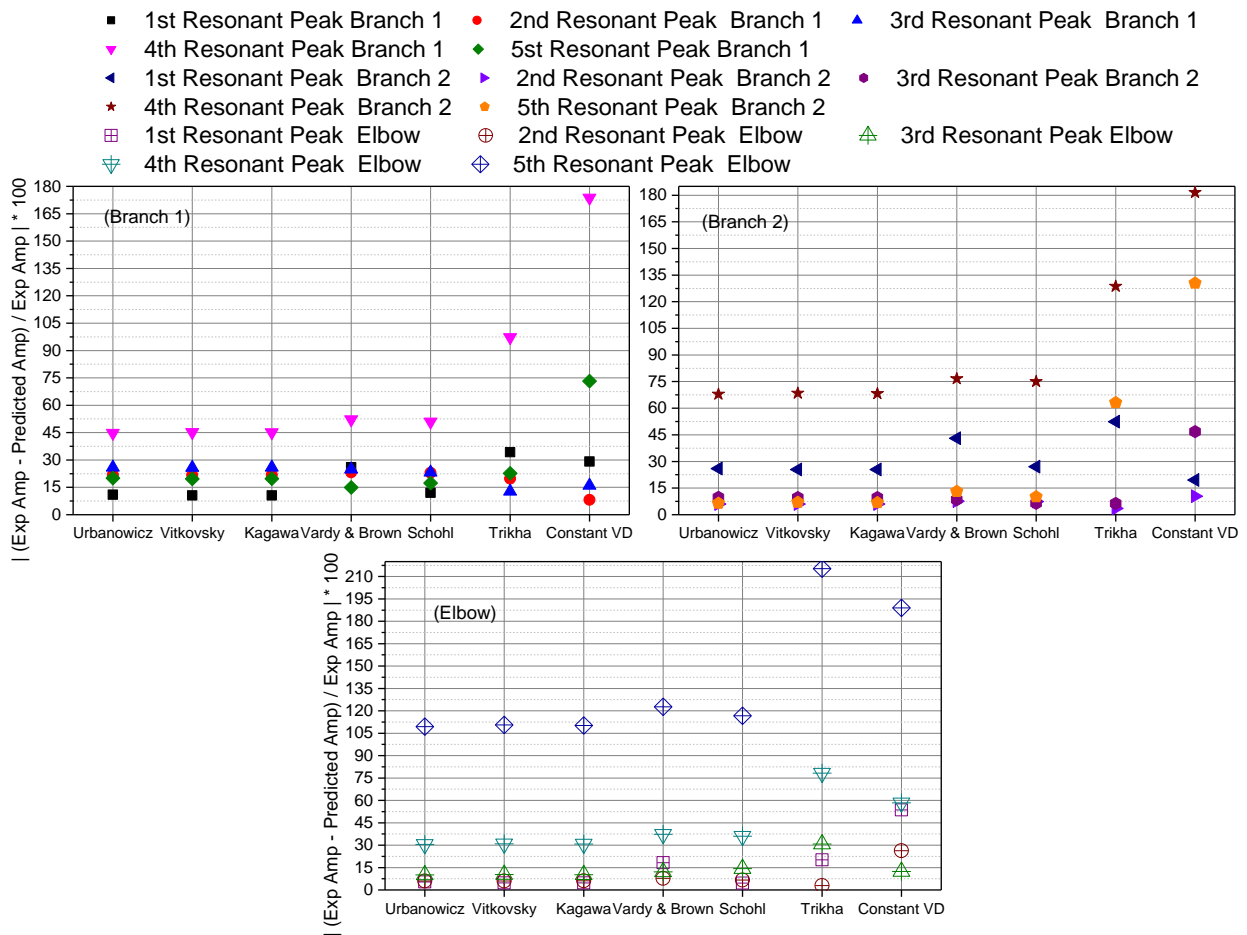 1st Resonant Peak Branch 1 2nd Resonant Peak Branch 1 3rd Resonant Peak Branch 1
4th Resonant Peak Branch 1 5st Resonant Peak Branch 1
1st Resonant Peak Branch 2 2nd Resonant Peak Branch 2 3rd Resonant Peak Branch 2
4th Resonant Peak Branch 2 5th Resonant Peak Branch 2
1st Resonant Peak Elbow 2nd Resonant Peak Elbow 3rd Resonant Peak Elbow
4th Resonant Peak Elbow 5th Resonant Peak Elbow
| (Exp Amp - Predicted Amp) / Exp Amp | * 100
180
165
150
135
120
105
90
75
60
45
30
15
0
(Branch 1)
Urbanowicz Vitkovsky Kagawa Vardy & Brown Schohl Trikha Constant VD
180
165
150
135
120
105
90
75
60
45
30
15
0
(Branch 2)
Urbanowicz Vitkovsky Kagawa Vardy & Brown Schohl Trikha Constant VD
| (Exp Amp - Predicted Amp) / Exp Amp | * 100
210
195
180
165
150
135
120
105
90
75
60
45
30
15
0
(Elbow)
Urbanowicz Vitkovsky Kagawa Vardy & Brown Schohl Trikha Constant VD